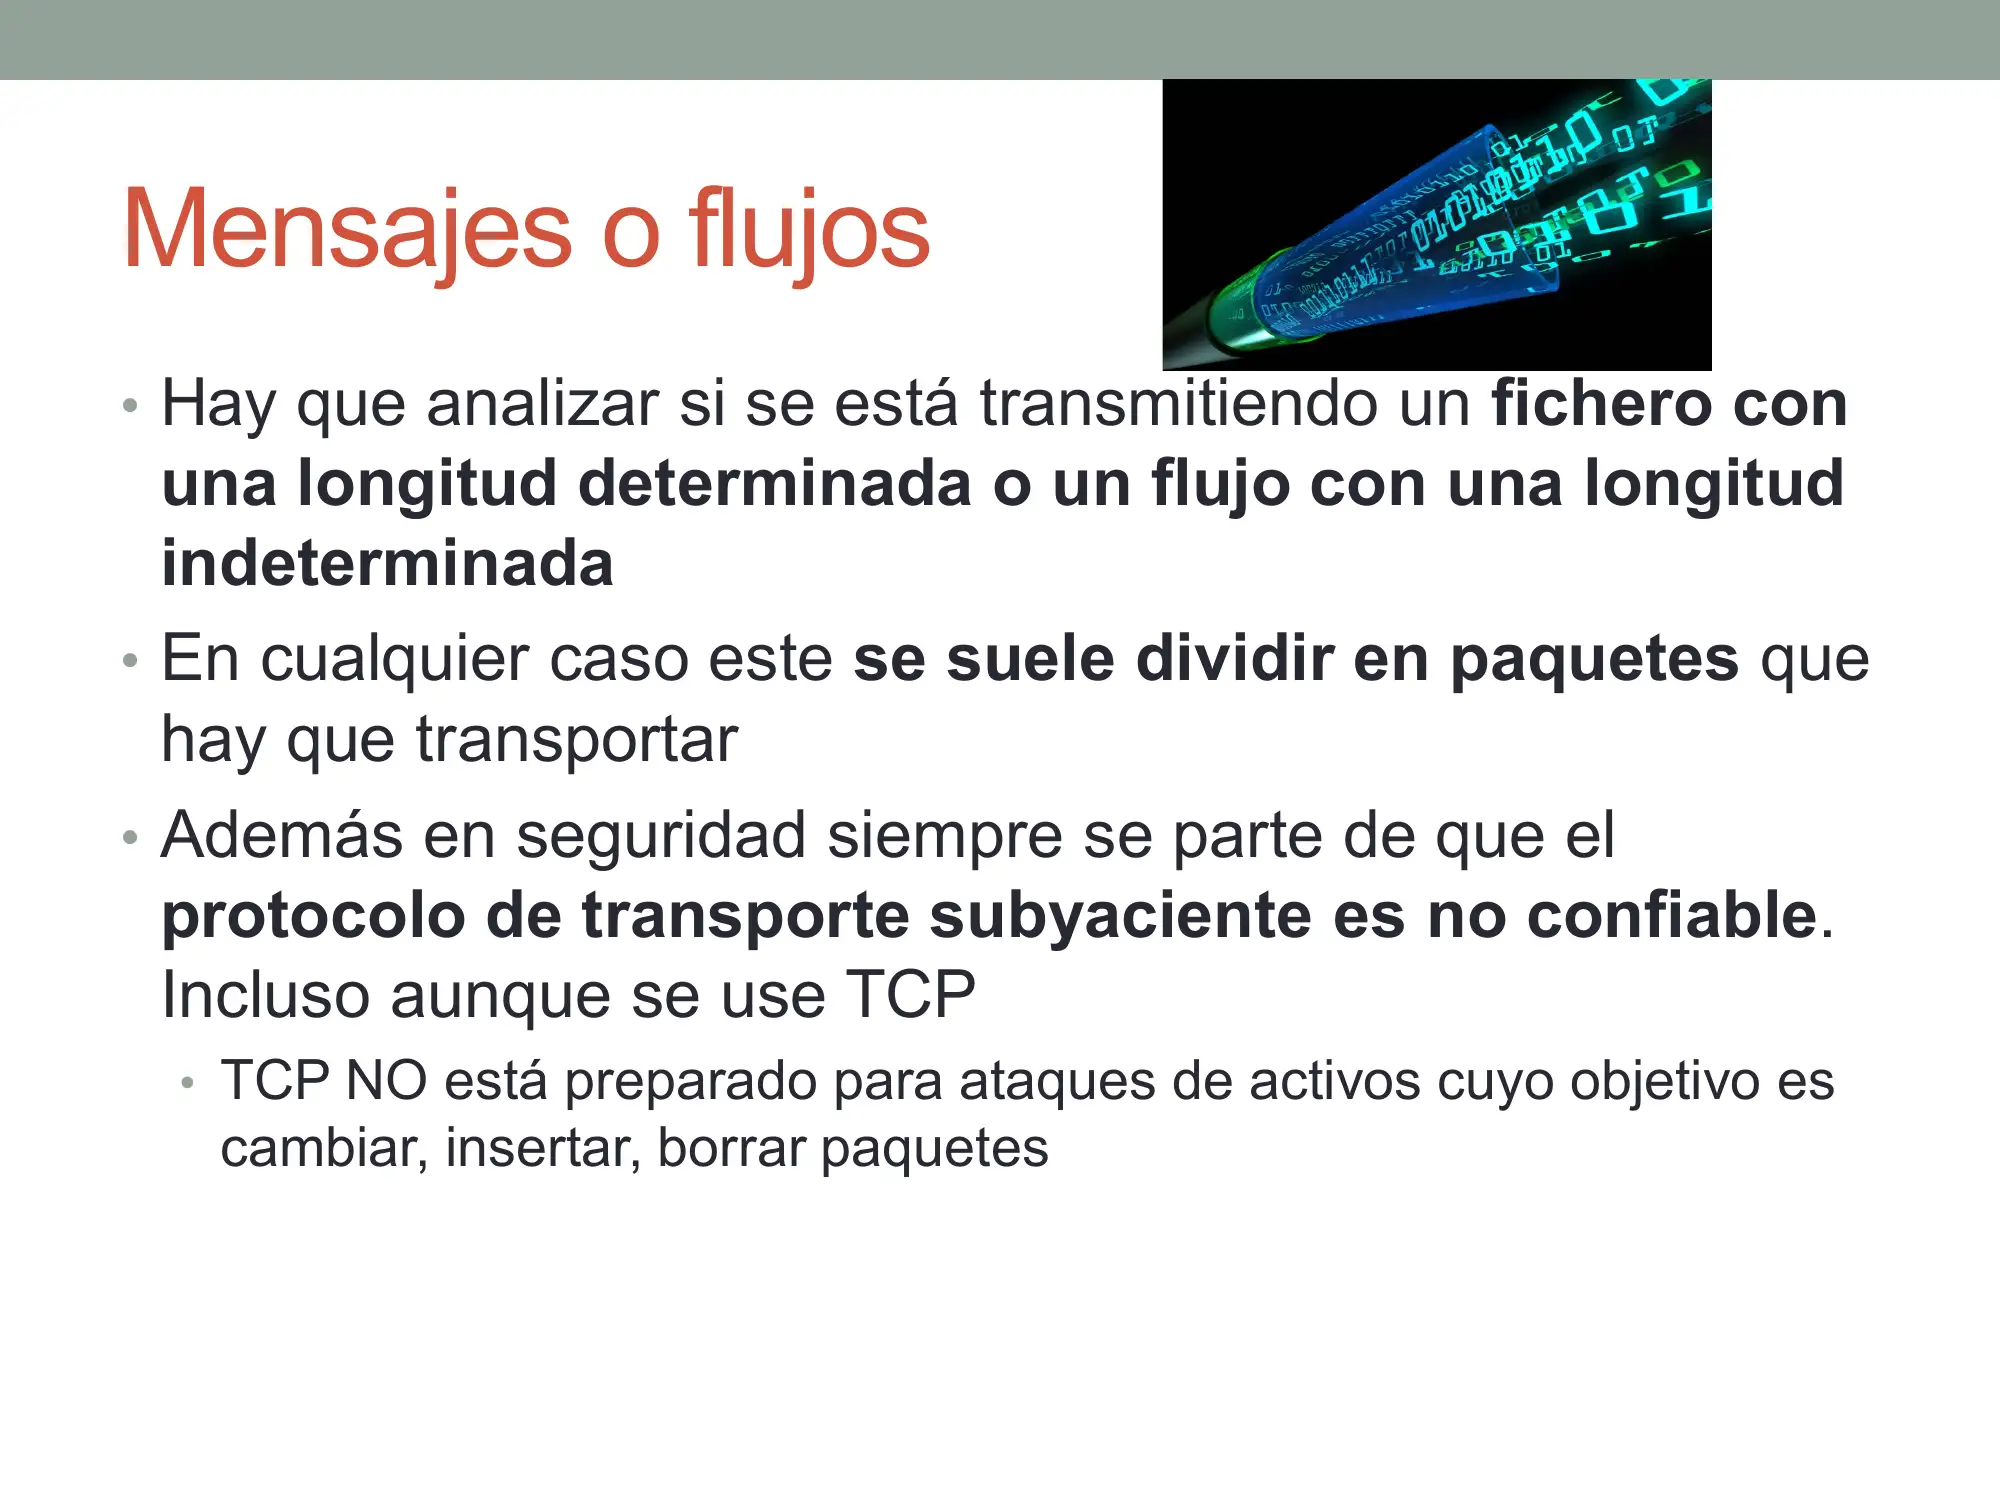 Mensajes o flujos
• Hay que analizar si se está transmitiendo un fichero con
una longitud determinada o un flujo con una longitud
indeterminada
• En cualquier caso este se suele dividir en paquetes que
hay que transportar
• Además en seguridad siempre se parte de que el
protocolo de transporte subyaciente es no confiable.
Incluso aunque se use TCP
• TCP NO está preparado para ataques de activos cuyo objetivo es
cambiar, insertar, borrar paquetes